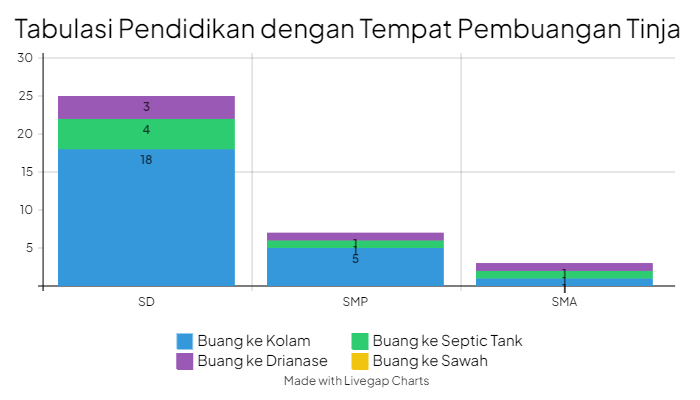 Tabulasi Pendidikan dengan Tempat Pembuangan Tinja
30
25
20
15
10
5
3
4
18
1
1
5
1
1
1
SD
SMP
SMA
Buang ke Kolam
Buang ke Septic Tank
Buang ke Drianase
Buang ke Sawah
Made with Livegap Charts